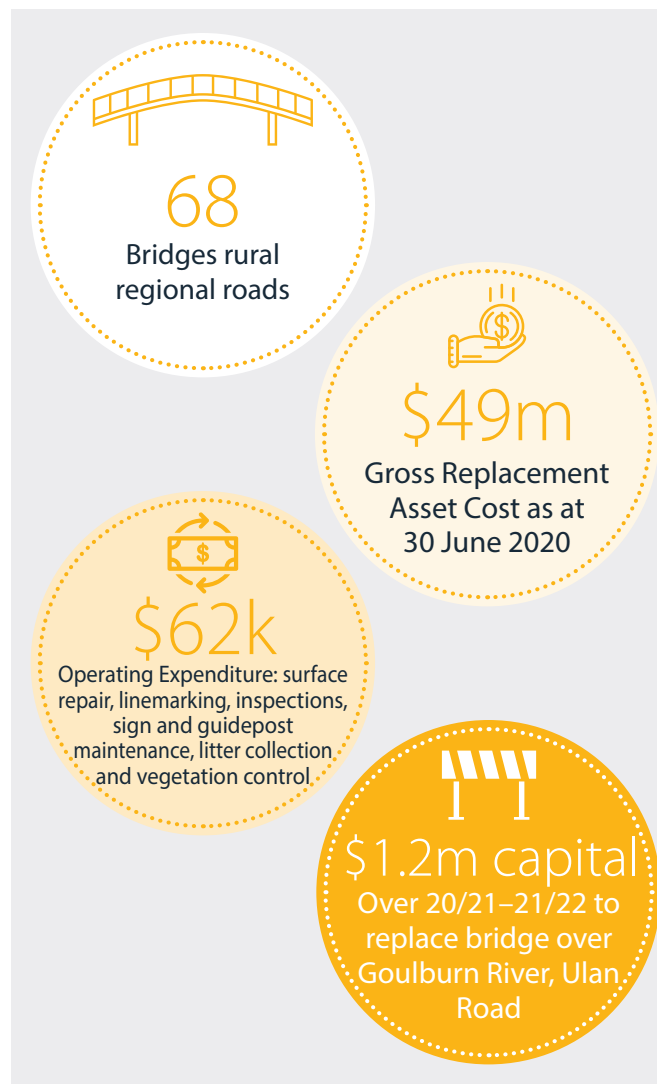 68
Bridges rural
regional roads
$
$49m
Gross Replacement
Asset Cost as at
30 June 2020
$
$62k
Operating Expenditure: surface
repair, linemarking, inspections,
sign and guidepost
maintenance, litter collection
and vegetation control
$1.2m capital
Over 20/21–21/22 to
replace bridge over
Goulburn River, Ulan
Road